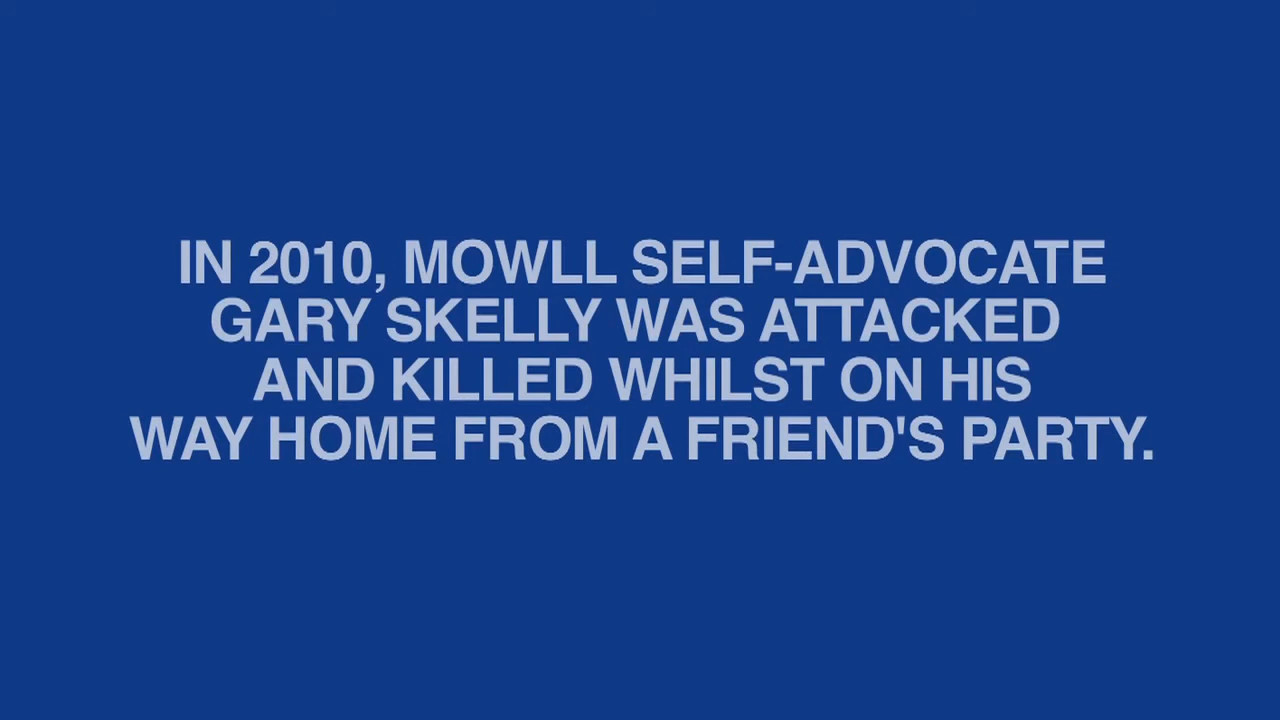 IN 2010, MOWLL SELF-ADVOCATE
GARY SKELLY WAS ATTACKED
AND KILLED WHILST ON HIS
WAY HOME FROM A FRIEND'S PARTY.